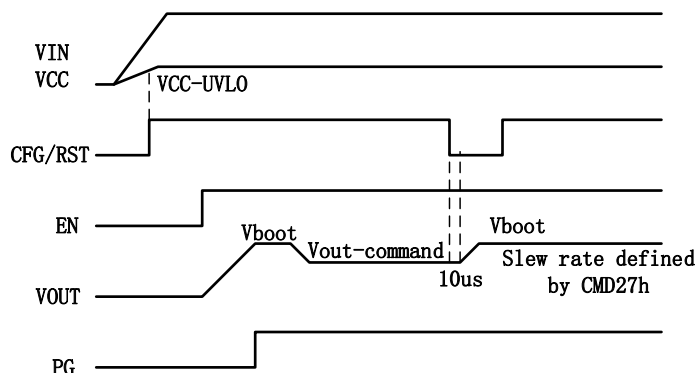 VIN
VCC
VCC-UVLO
CFG/RST
EN
Vboot
Vboot
Vout-command
Slew rate defined
10us
by CMD27h
VOUT
PG